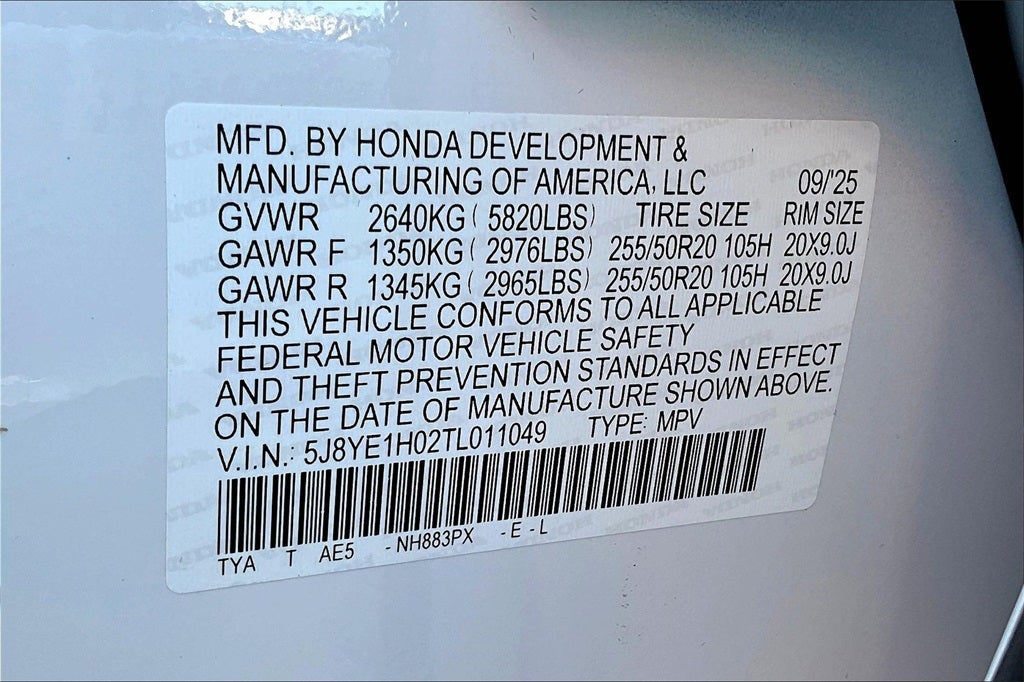 MFD. BY HONDA DEVELOPMENT &
MANUFACTURING OF AMERICA, LLC 09/'25
GVWR 2640KG ( 5820LBS) TIRE SIZE RIM SIZE
GAWR F 1350KG ( 2976LBS) 255/50R20 105H 20X9.0J
GAWR R 1345KG ( 2965LBS) 255/50R20 105H 20X9.0J
THIS VEHICLE CONFORMS TO ALL APPLICABLE
FEDERAL MOTOR VEHICLE SAFETY
AND THEFT PREVENTION STANDARDS IN EFFECT
ON THE DATE OF MANUFACTURE SHOWN ABOVE.
V.I.N.: 5J8YE1H02TL011049 TYPE: MPV
TYA T AE5 - NH883PX - E - L